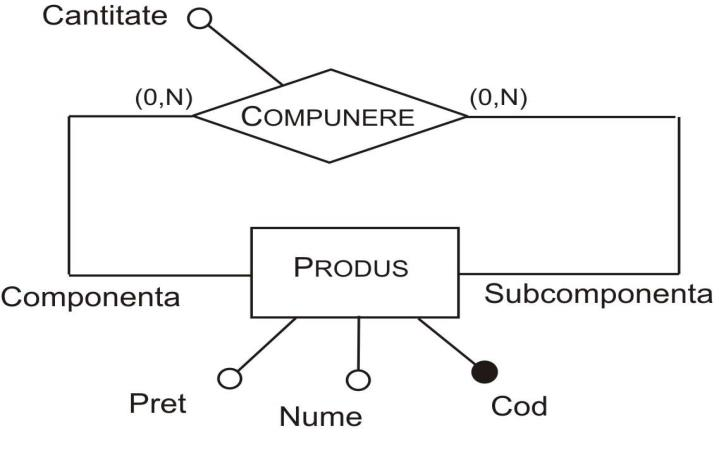 Cantitate
(0,N)
(0,N)
COMPUNERE
PRODUS
Componenta
Subcomponenta
Pret
Nume
Cod